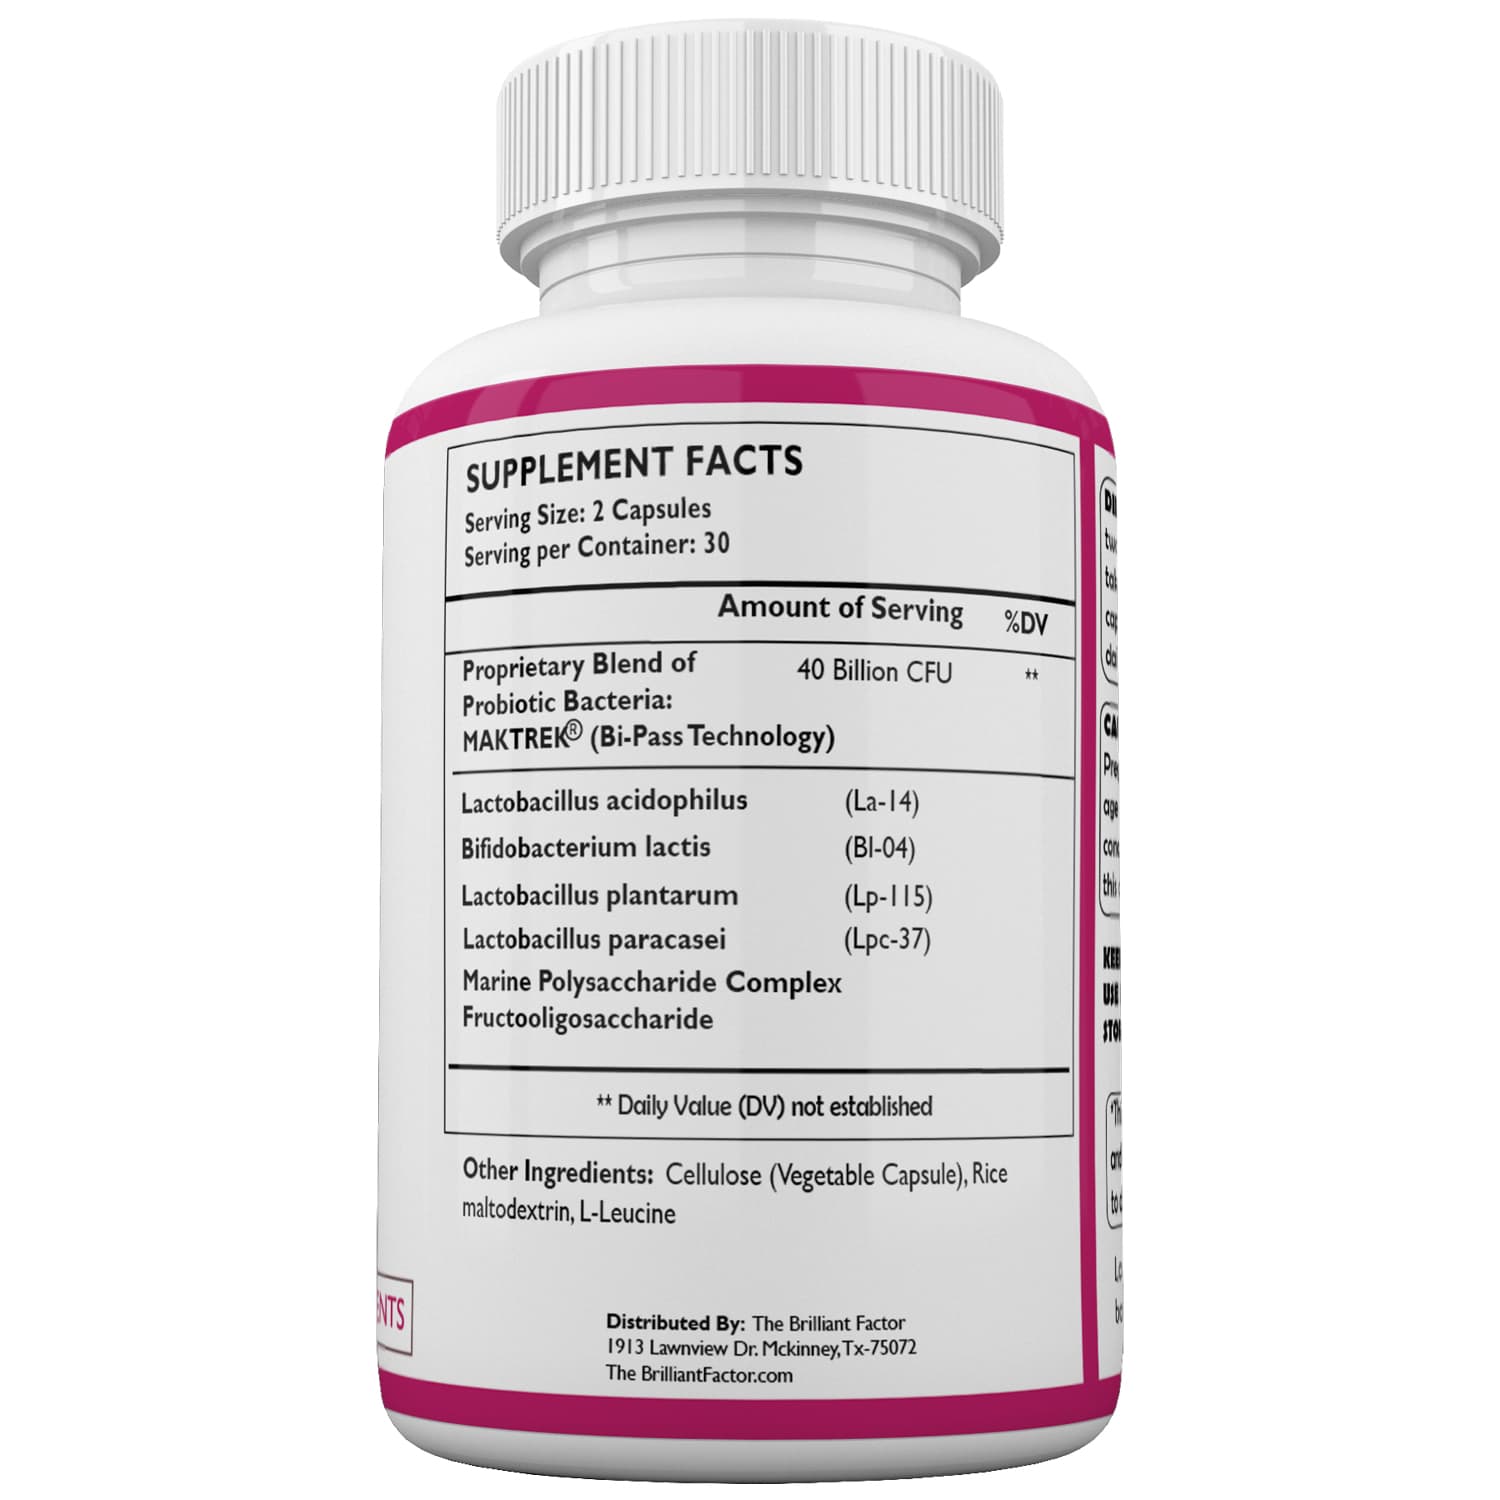 SUPPLEMENT FACTS
Serving Size: 2 Capsules
Serving per Container: 30
Amount of Serving %DV
Proprietary Blend of 40 Billion CFU **
Probiotic Bacteria:
MAKTREK® (Bi-Pass Technology)
Lactobacillus acidophilus (La-14)
Bifidobacterium lactis (Bl-04)
Lactobacillus plantarum (Lp-115)
Lactobacillus paracasei (Lpc-37)
Marine Polysaccharide Complex
Fructooligosaccharide
** Daily Value (DV) not established
Other Ingredients: Cellulose (Vegetable Capsule), Rice
maltodextrin, L-Leucine
Distributed By: The Brilliant Factor
1913 Lawnview Dr. Mckinney,Tx-75072
The BrilliantFactor.com